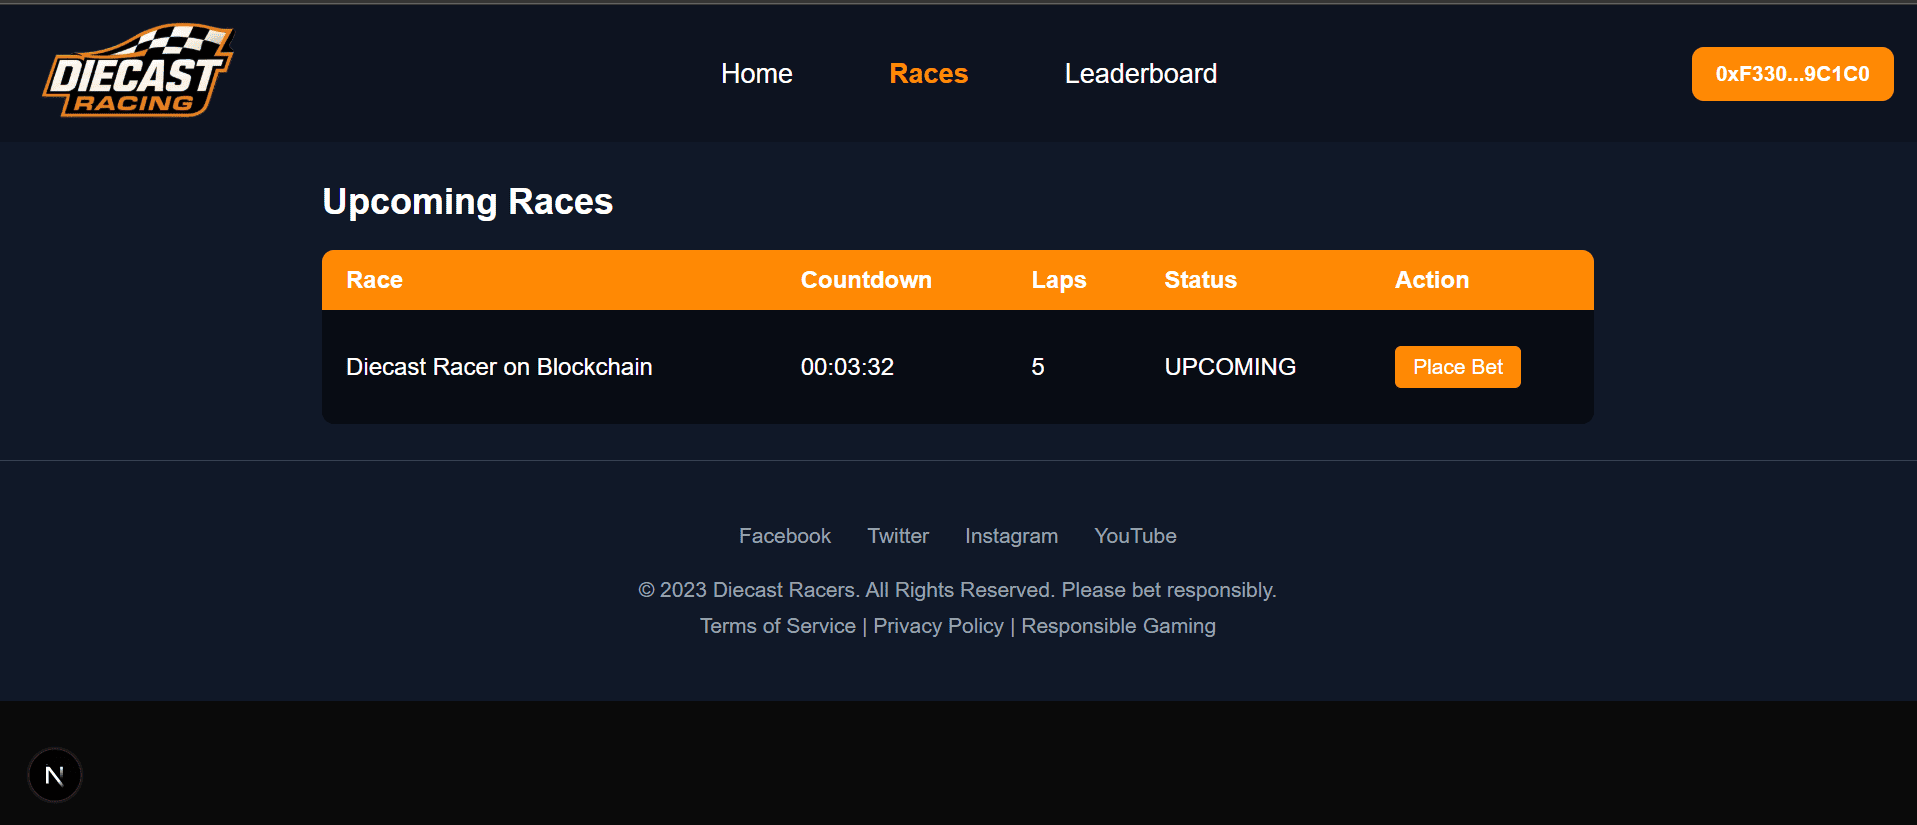 DIECAST
RACING
Home
Races
Leaderboard
0xF330...9C1C0
Upcoming Races
Race Countdown Laps Status Action
Diecast Racer on Blockchain 00:03:32 5 UPCOMING Place Bet
Facebook Twitter Instagram YouTube
© 2023 Diecast Racers. All Rights Reserved. Please bet responsibly.
Terms of Service | Privacy Policy | Responsible Gaming
N